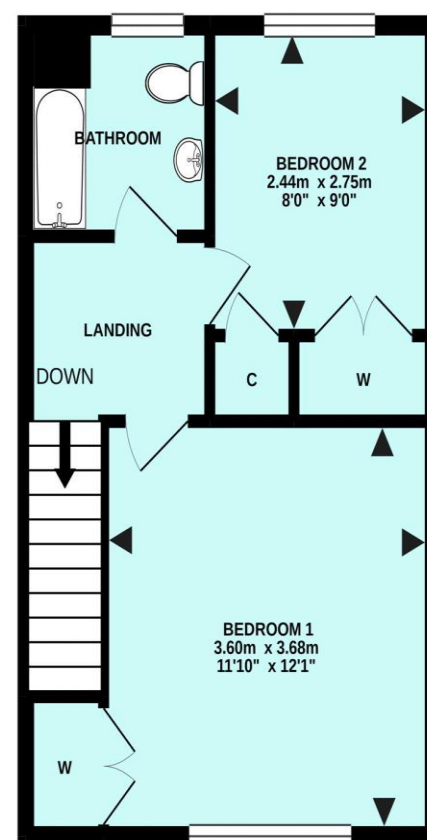 BATHROOM
BEDROOM 2
2.44m x 2.75m
8'0" x 9'0"
LANDING
DOWN
C
W
BEDROOM 1
3.60m x 3.68m
11'10" x 12'1"
W